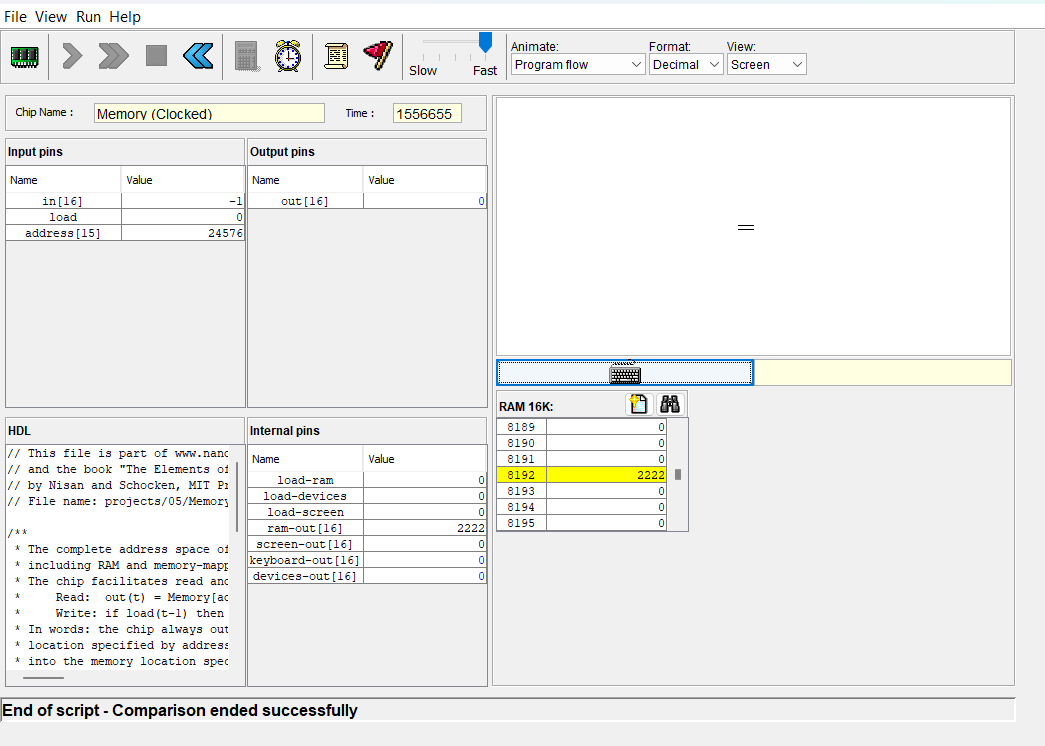 File View Run Help
Slow Fast
Animate:
Program flow
Format:
Decimal
View:
Screen
Chip Name :
Memory (Clocked)
Time :
1556655
Input pins
Name Value
in[16] -1
load 0
address[15] 24576
Output pins
Name Value
out[16] 0
HDL
// This file is part of www.nand
// and the book "The Elements of
// by Nisan and Schocken, MIT Pr
// File name: projects/05/Memory
/**
* The complete address space of
* including RAM and memory-mapp
* The chip facilitates read and
* Read: out(t) = Memory[ad
* Write: if load(t-1) then
* In words: the chip always out
* location specified by address
* into the memory location spec
Internal pins
Name Value
load-ram 0
load-devices 0
load-screen 0
ram-out[16] 2222
screen-out[16] 0
keyboard-out[16] 0
devices-out[16] 0
RAM 16K:
8189 0
8190 0
8191 0
8192 2222
8193 0
8194 0
8195 0
End of script - Comparison ended successfully